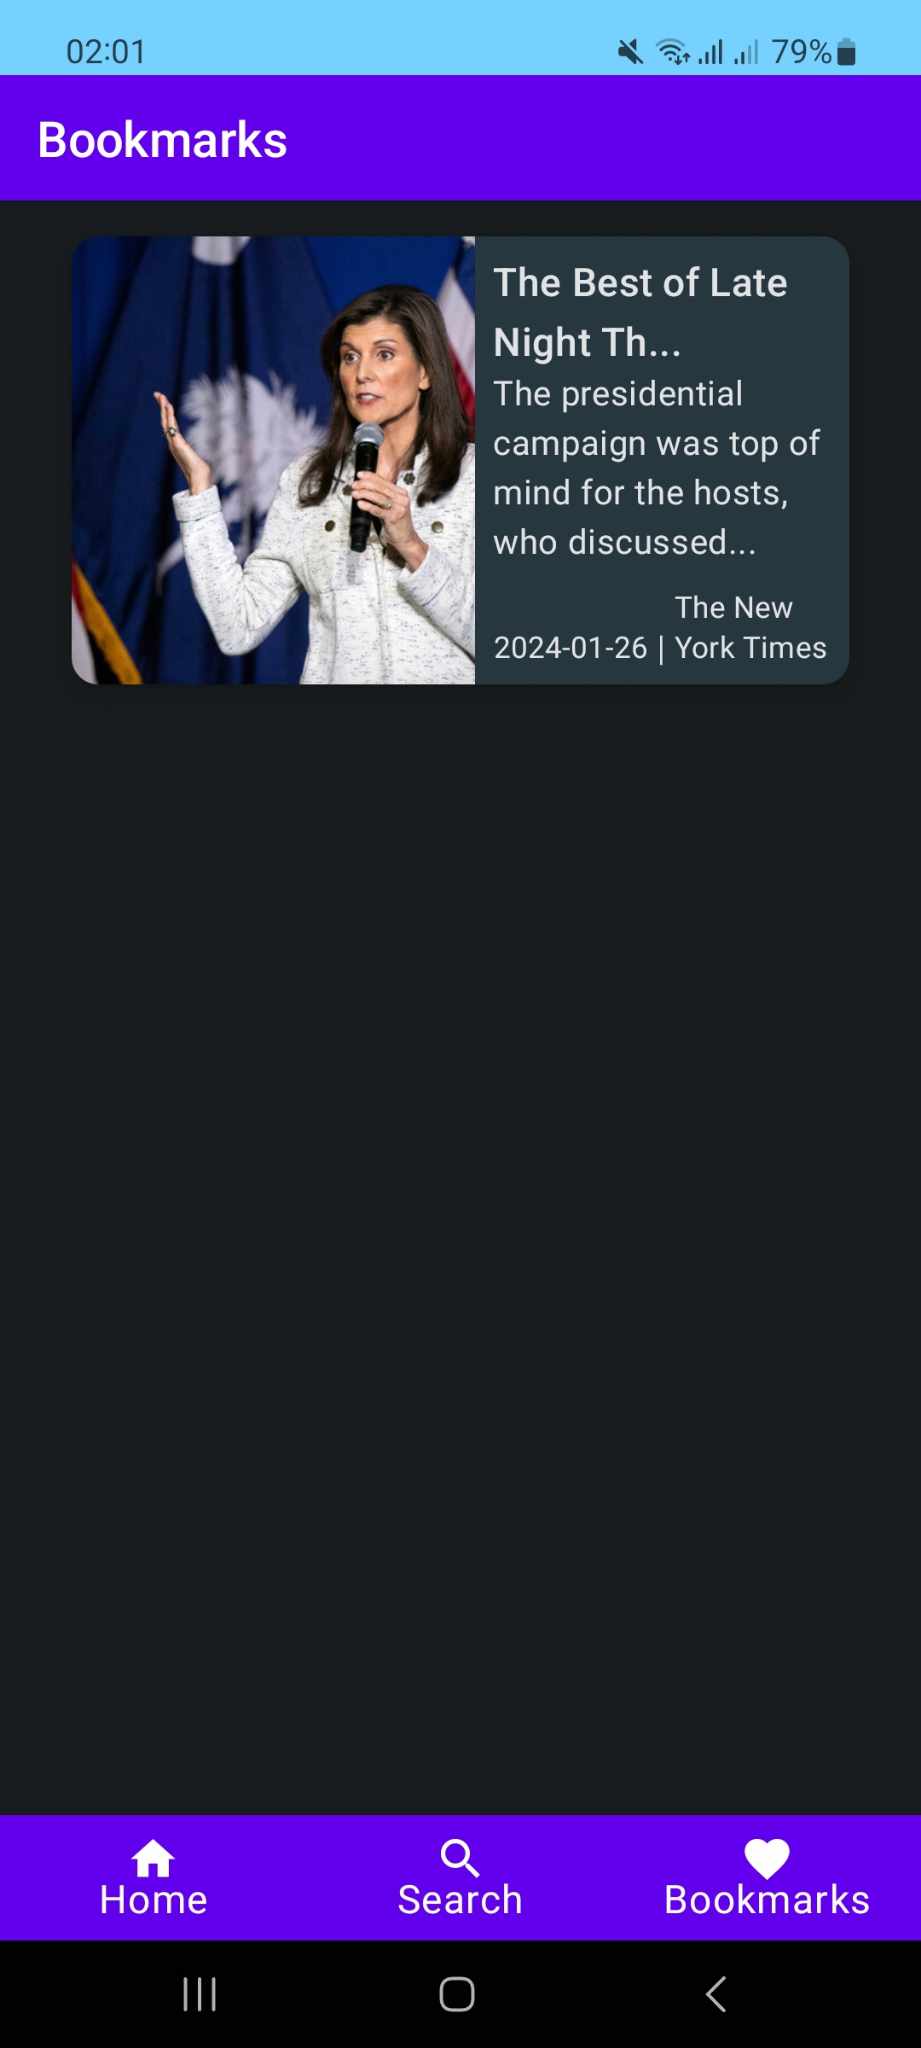 02:01
79%
Bookmarks
The Best of Late
Night Th...
The presidential
campaign was top of
mind for the hosts,
who discussed...
The New
2024-01-26 | York Times
Home
Search
Bookmarks